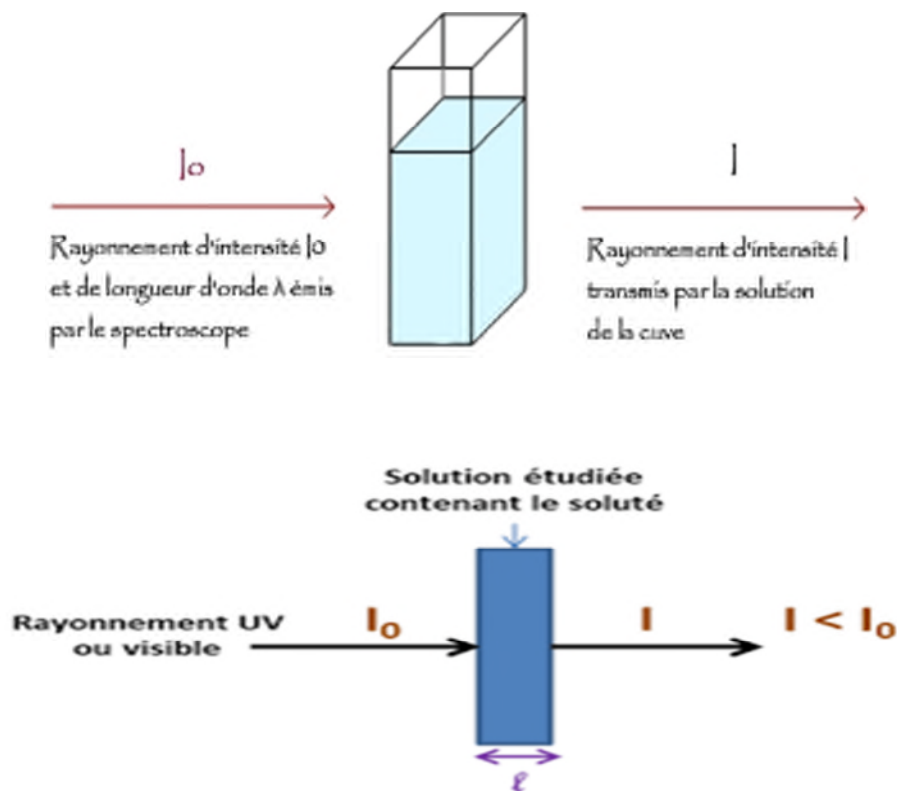 I0
I
Rayonnement d'intensité I0
et de longueur d'onde λ émis
par le spectroscope
Rayonnement d'intensité I
transmis par la solution
de la cuve
Solution étudiée
contenant le soluté
Rayonnement UV
ou visible
I₀
I
I < I₀
ℓ